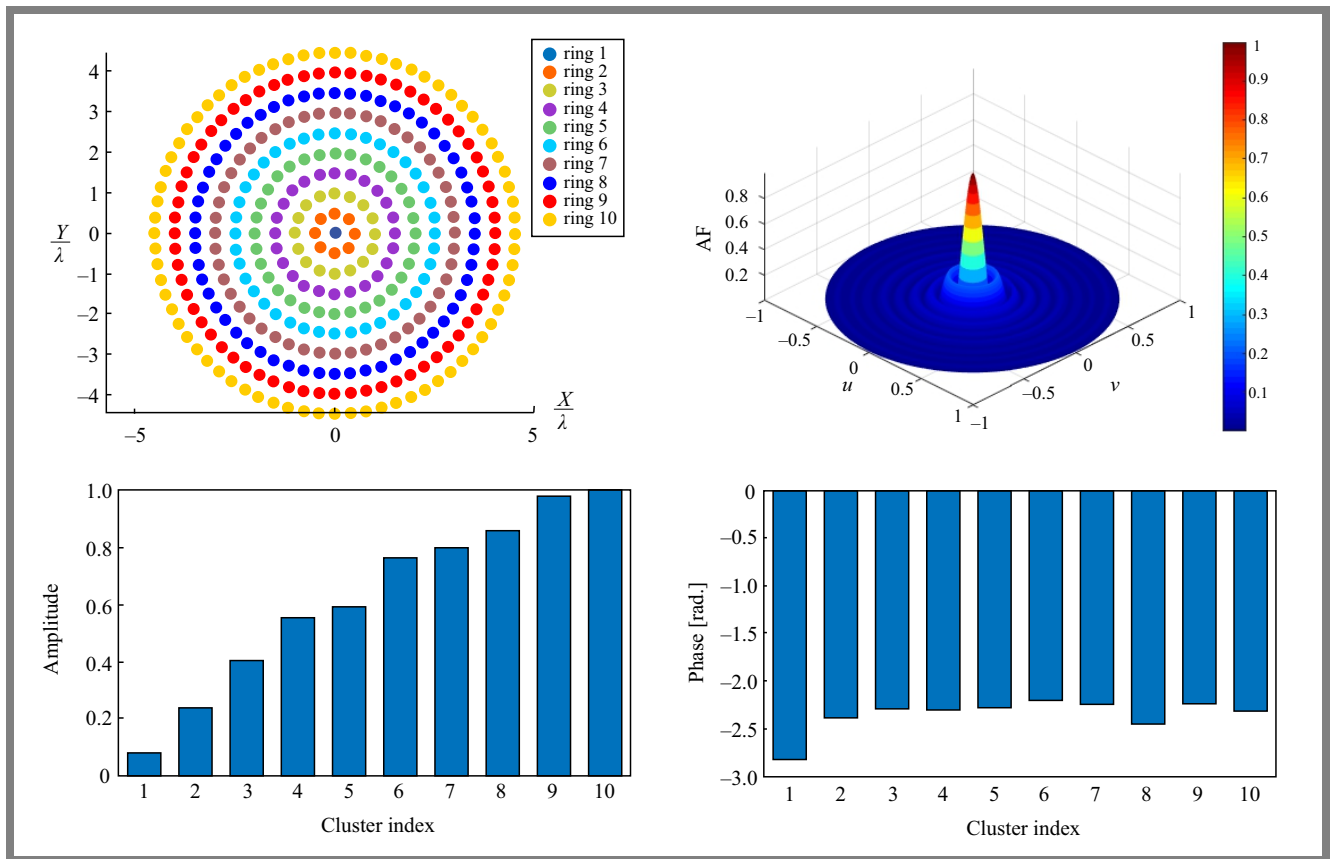 4
3
2
1
0
–1
–2
–3
–4
Y
λ
–5
0
5
X
λ
ring 1
ring 2
ring 3
ring 4
ring 5
ring 6
ring 7
ring 8
ring 9
ring 10
AF
0.8
0.6
0.4
0.2
–1
–0.5
0
0.5
1
u
–1
–0.5
0
0.5
1
v
1
0.9
0.8
0.7
0.6
0.5
0.4
0.3
0.2
0.1
Amplitude
1.0
0.8
0.6
0.4
0.2
0
1 2 3 4 5 6 7 8 9 10
Cluster index
Phase [rad.]
0
–0.5
–1.0
–1.5
–2.0
–2.5
–3.0
1 2 3 4 5 6 7 8 9 10
Cluster index